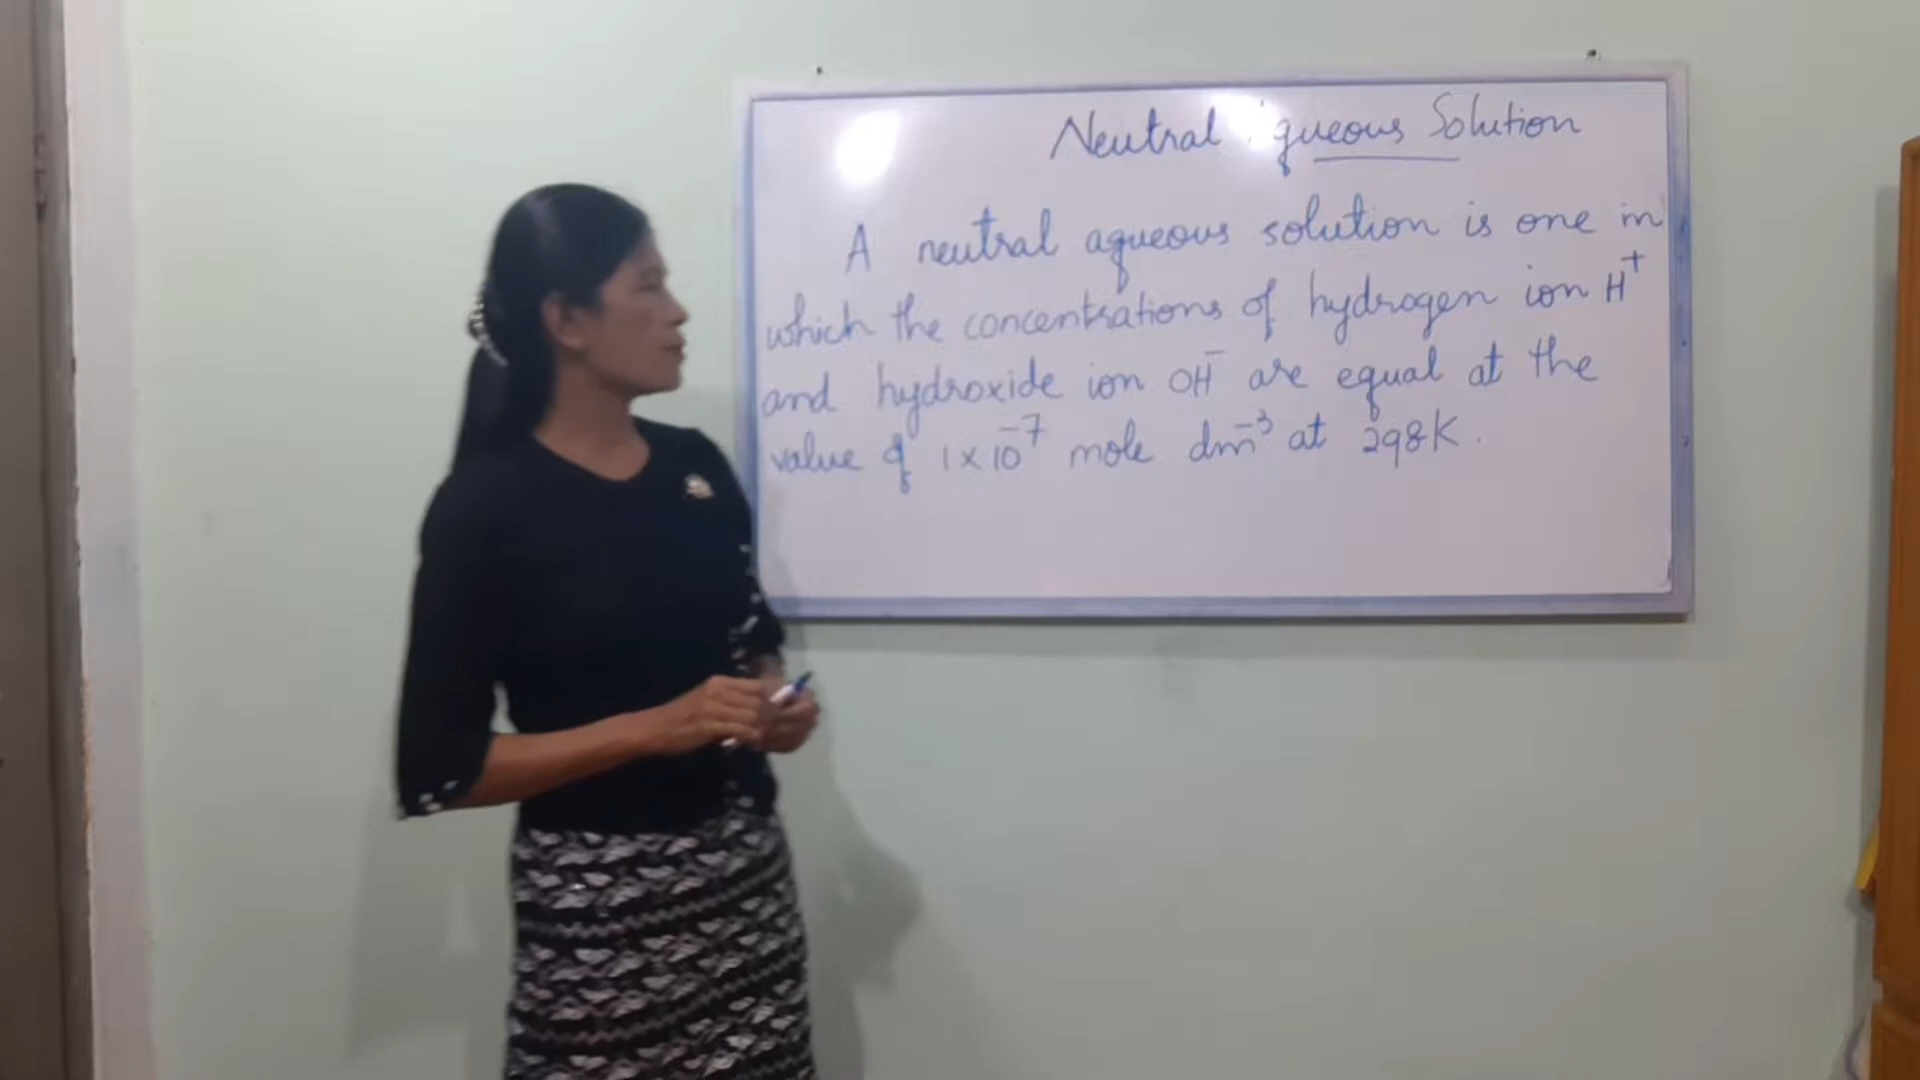 Neutral Aqueous Solution
A neutral aqueous solution is one in
which the concentrations of hydrogen ion H⁺
and hydroxide ion OH⁻ are equal at the
value of 1 x 10⁻⁷ mole dm⁻³ at 298K.